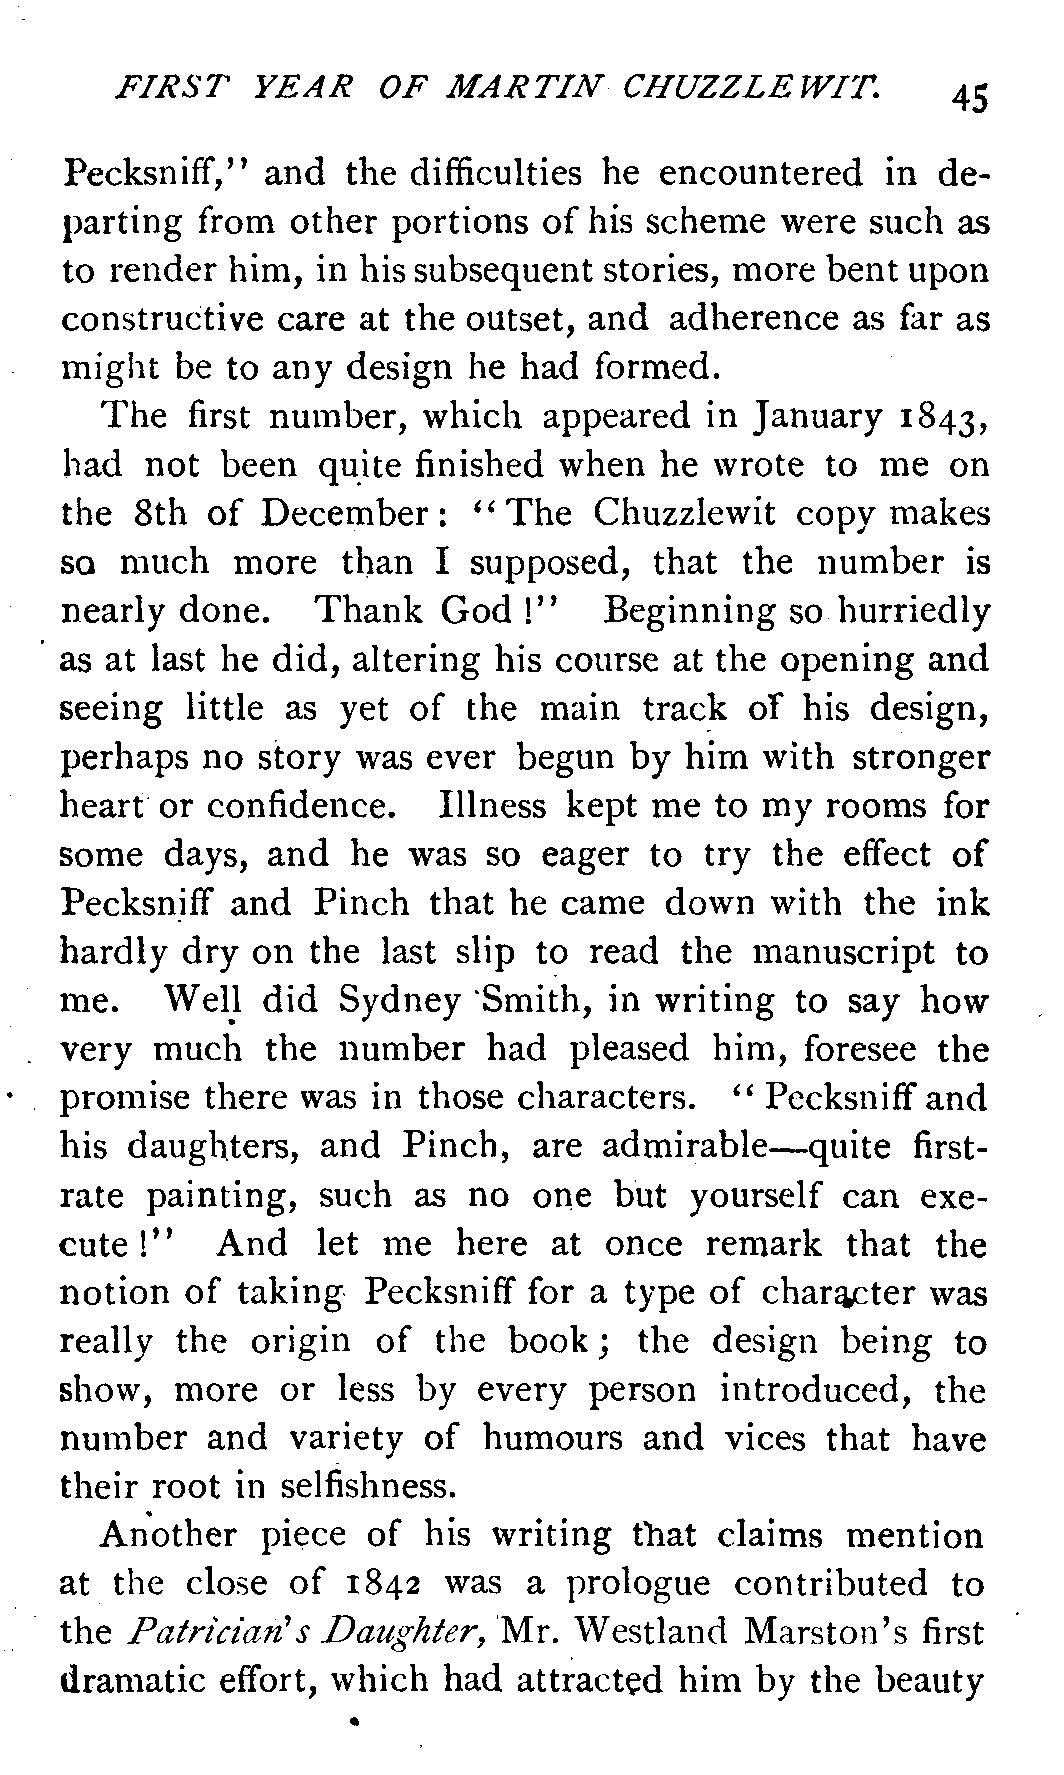 FIRST YEAR OF MARTIN CHUZZLEWIT. 45
Pecksniff," and the difficulties he encountered in de-
parting from other portions of his scheme were such as
to render him, in his subsequent stories, more bent upon
constructive care at the outset, and adherence as far as
might be to any design he had formed.
The first number, which appeared in January 1843,
had not been quite finished when he wrote to me on
the 8th of December: "The Chuzzlewit copy makes
so much more than I supposed, that the number is
nearly done. Thank God!" Beginning so hurriedly
as at last he did, altering his course at the opening and
seeing little as yet of the main track of his design,
perhaps no story was ever begun by him with stronger
heart or confidence. Illness kept me to my rooms for
some days, and he was so eager to try the effect of
Pecksniff and Pinch that he came down with the ink
hardly dry on the last slip to read the manuscript to
me. Well did Sydney Smith, in writing to say how
very much the number had pleased him, foresee the
promise there was in those characters. "Pecksniff and
his daughters, and Pinch, are admirable—quite first-
rate painting, such as no one but yourself can exe-
cute!" And let me here at once remark that the
notion of taking Pecksniff for a type of character was
really the origin of the book; the design being to
show, more or less by every person introduced, the
number and variety of humours and vices that have
their root in selfishness.
Another piece of his writing that claims mention
at the close of 1842 was a prologue contributed to
the Patrician's Daughter, Mr. Westland Marston's first
dramatic effort, which had attracted him by the beauty